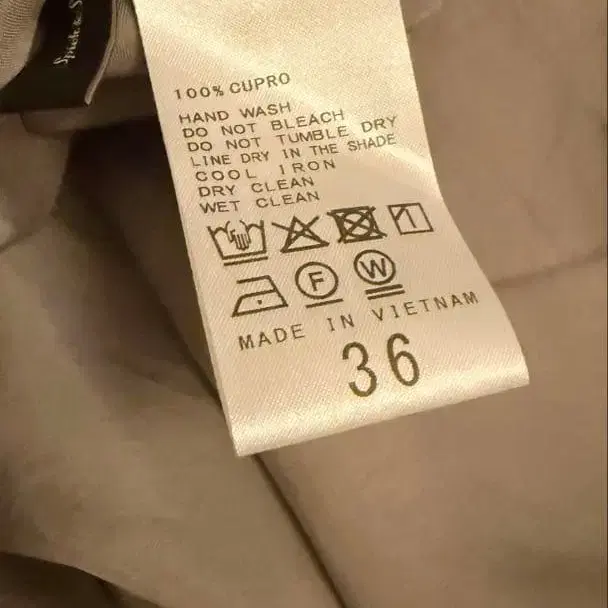 Spick &
100% CUPRO
HAND WASH
DO NOT BLEACH
DO NOT TUMBLE DRY
LINE DRY IN THE SHADE
COOL IRON
DRY CLEAN
WET CLEAN
F W
MADE IN VIETNAM
36